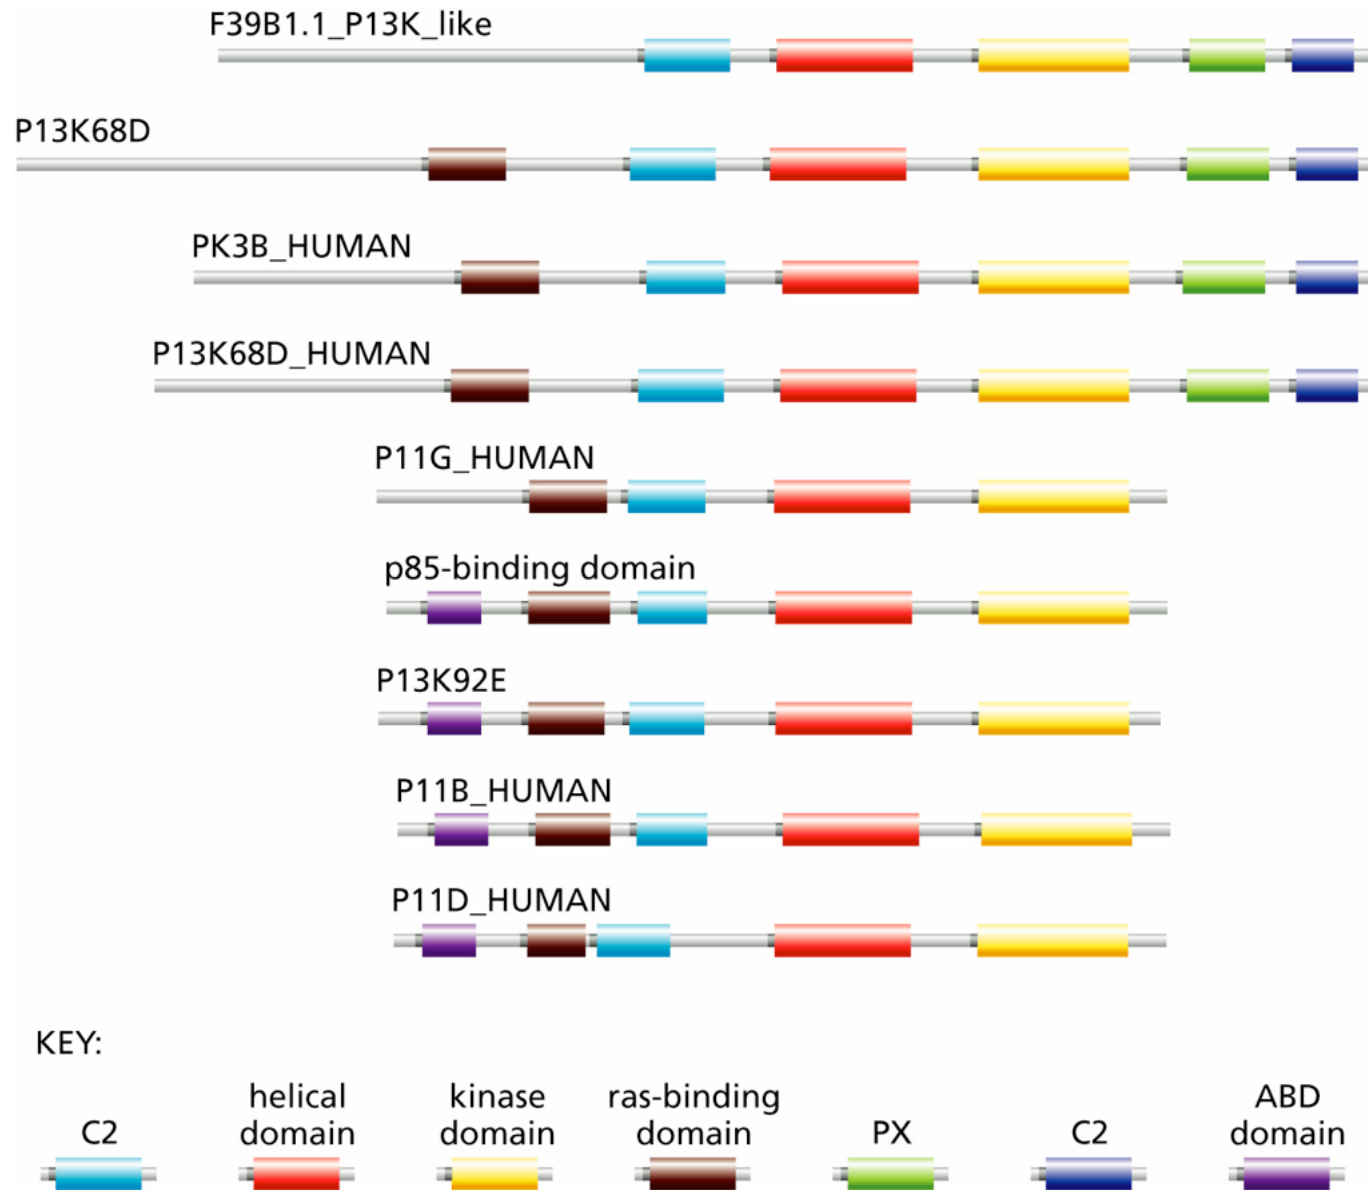 F39B1.1_P13K_like
P13K68D
PK3B_HUMAN
P13K68D_HUMAN
P11G_HUMAN
p85-binding domain
P13K92E
P11B_HUMAN
P11D_HUMAN
KEY:
C2
helical
domain
kinase
domain
ras-binding
domain
PX
C2
ABD
domain